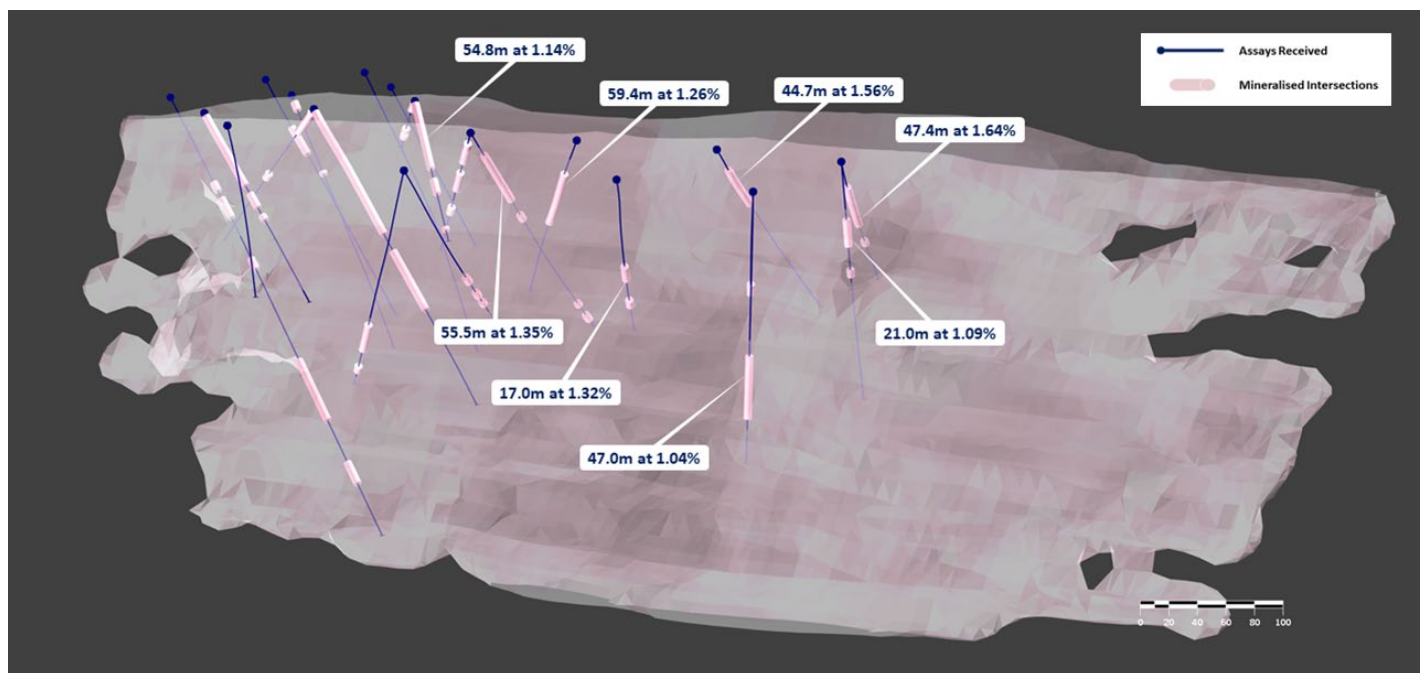 54.8m at 1.14%
59.4m at 1.26%
44.7m at 1.56%
47.4m at 1.64%
55.5m at 1.35%
21.0m at 1.09%
17.0m at 1.32%
47.0m at 1.04%
Assays Received
Mineralised Intersections
0 20 40 60 80 100